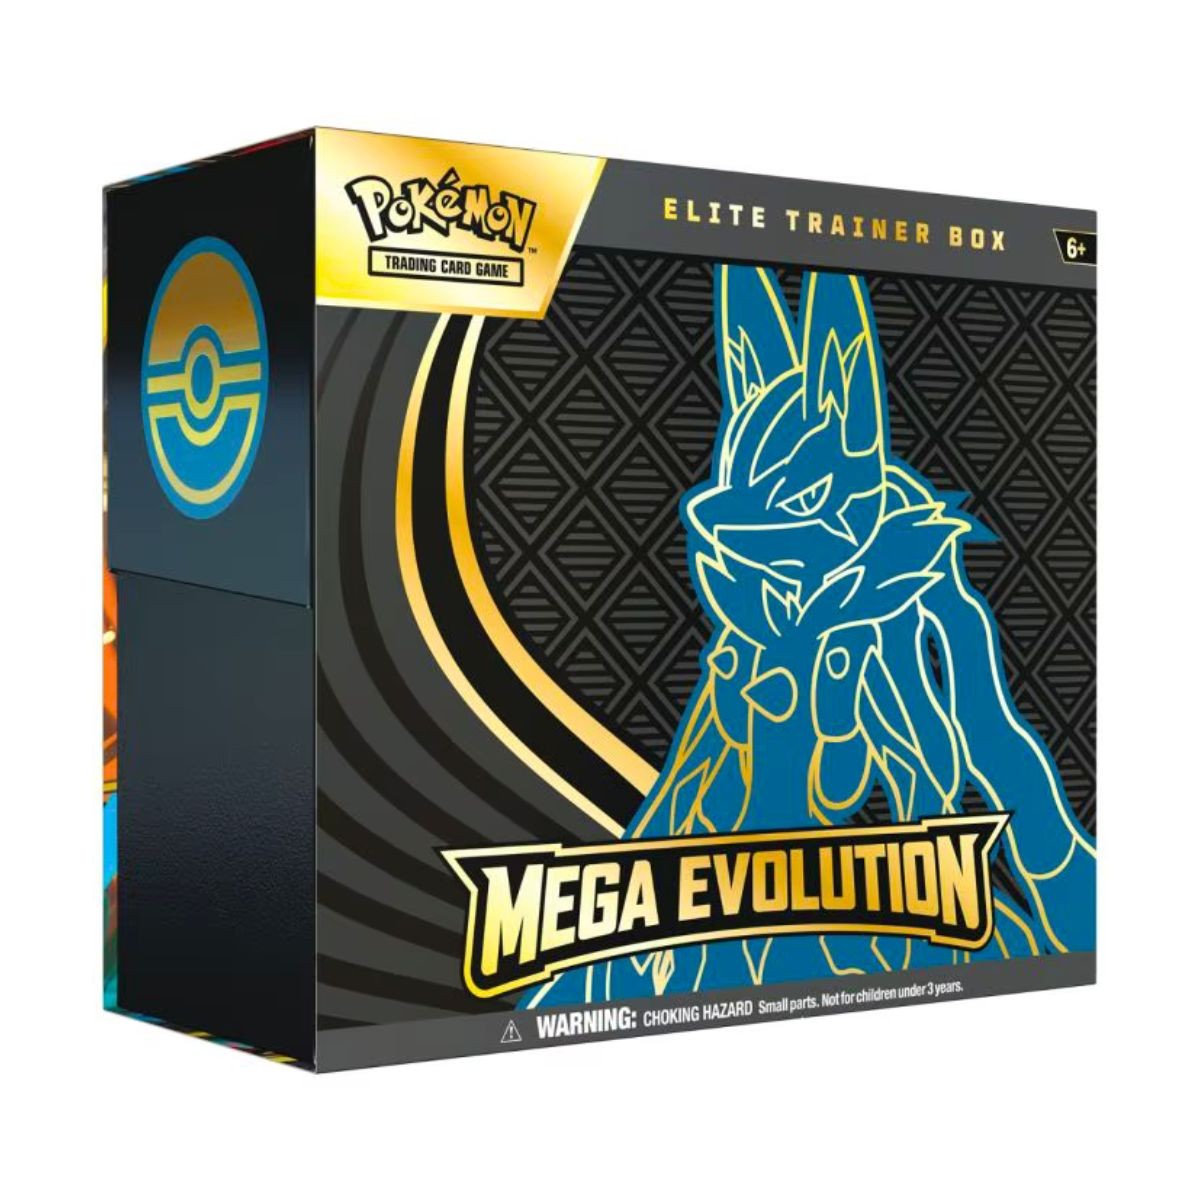 POKéMON™
TRADING CARD GAME
ELITE TRAINER BOX
6+
MEGA EVOLUTION
WARNING: CHOKING HAZARD Small parts. Not for children under 3 years.